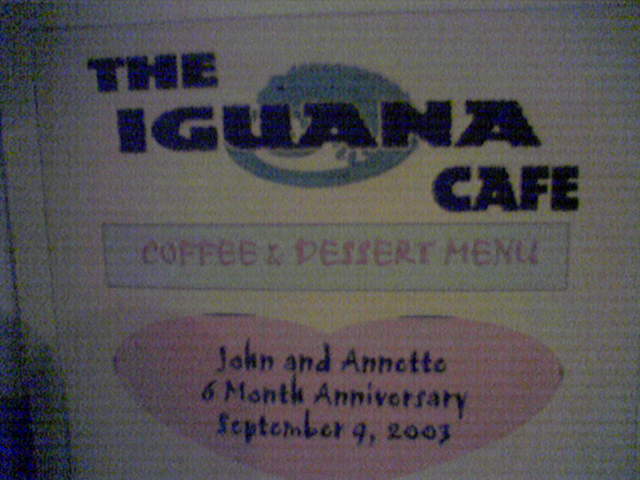 THE
IGUANA
CAFE
COFFEE & DESSERT MENU
John and Annette
6 Month Anniversary
September 9, 2003